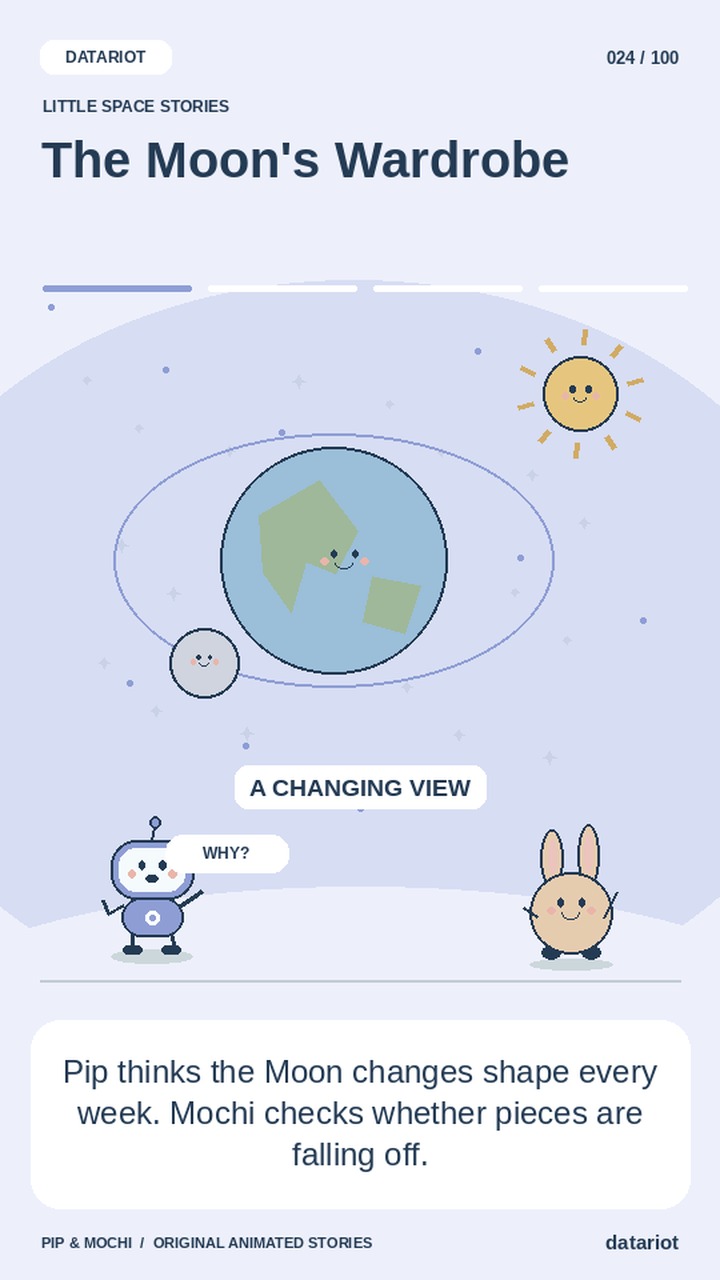 DATARIOT
024 / 100
LITTLE SPACE STORIES
The Moon's Wardrobe
A CHANGING VIEW
WHY?
Pip thinks the Moon changes shape every
week. Mochi checks whether pieces are
falling off.
PIP & MOCHI / ORIGINAL ANIMATED STORIES
datariot